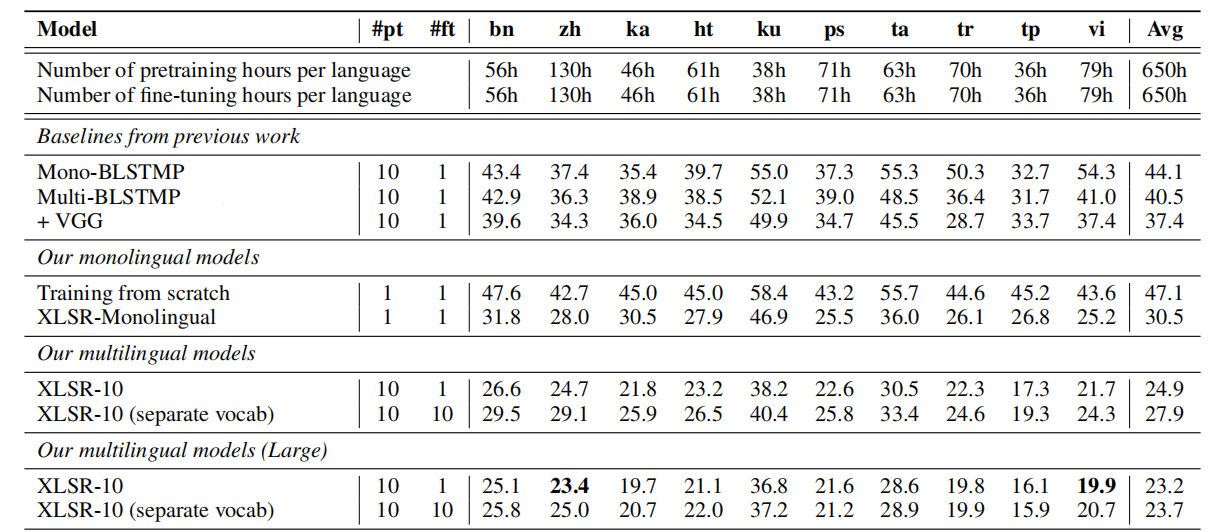 Model #pt #ft bn zh ka ht ku ps ta tr tp vi Avg
Number of pretraining hours per language 56h 130h 46h 61h 38h 71h 63h 70h 36h 79h 650h
Number of fine-tuning hours per language 56h 130h 46h 61h 38h 71h 63h 70h 36h 79h 650h
Baselines from previous work
Mono-BLSTMP 10 1 43.4 37.4 35.4 39.7 55.0 37.3 55.3 50.3 32.7 54.3 44.1
Multi-BLSTMP 10 1 42.9 36.3 38.9 38.5 52.1 39.0 48.5 36.4 31.7 41.0 40.5
+ VGG 10 1 39.6 34.3 36.0 34.5 49.9 34.7 45.5 28.7 33.7 37.4 37.4
Our monolingual models
Training from scratch 1 1 47.6 42.7 45.0 45.0 58.4 43.2 55.7 44.6 45.2 43.6 47.1
XLSR-Monolingual 1 1 31.8 28.0 30.5 27.9 46.9 25.5 36.0 26.1 26.8 25.2 30.5
Our multilingual models
XLSR-10 10 1 26.6 24.7 21.8 23.2 38.2 22.6 30.5 22.3 17.3 21.7 24.9
XLSR-10 (separate vocab) 10 10 29.5 29.1 25.9 26.5 40.4 25.8 33.4 24.6 19.3 24.3 27.9
Our multilingual models (Large)
XLSR-10 10 1 25.1 23.4 19.7 21.1 36.8 21.6 28.6 19.8 16.1 19.9 23.2
XLSR-10 (separate vocab) 10 10 25.8 25.0 20.7 22.0 37.2 21.2 28.9 19.9 15.9 20.7 23.7